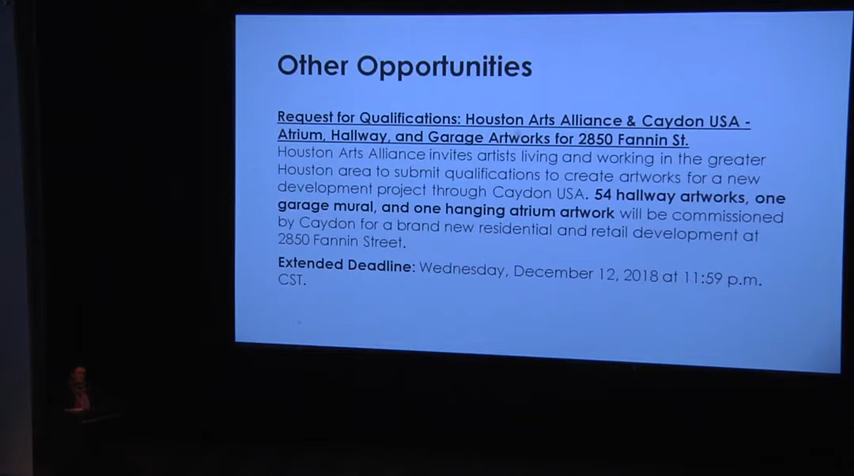 Other Opportunities
Request for Qualifications: Houston Arts Alliance & Caydon USA -
Atrium, Hallway, and Garage Artworks for 2850 Fannin St.
Houston Arts Alliance invites artists living and working in the greater
Houston area to submit qualifications to create artworks for a new
development project through Caydon USA. 54 hallway artworks, one
garage mural, and one hanging atrium artwork will be commissioned
by Caydon for a brand new residential and retail development at
2850 Fannin Street.
Extended Deadline: Wednesday, December 12, 2018 at 11:59 p.m.
CST.